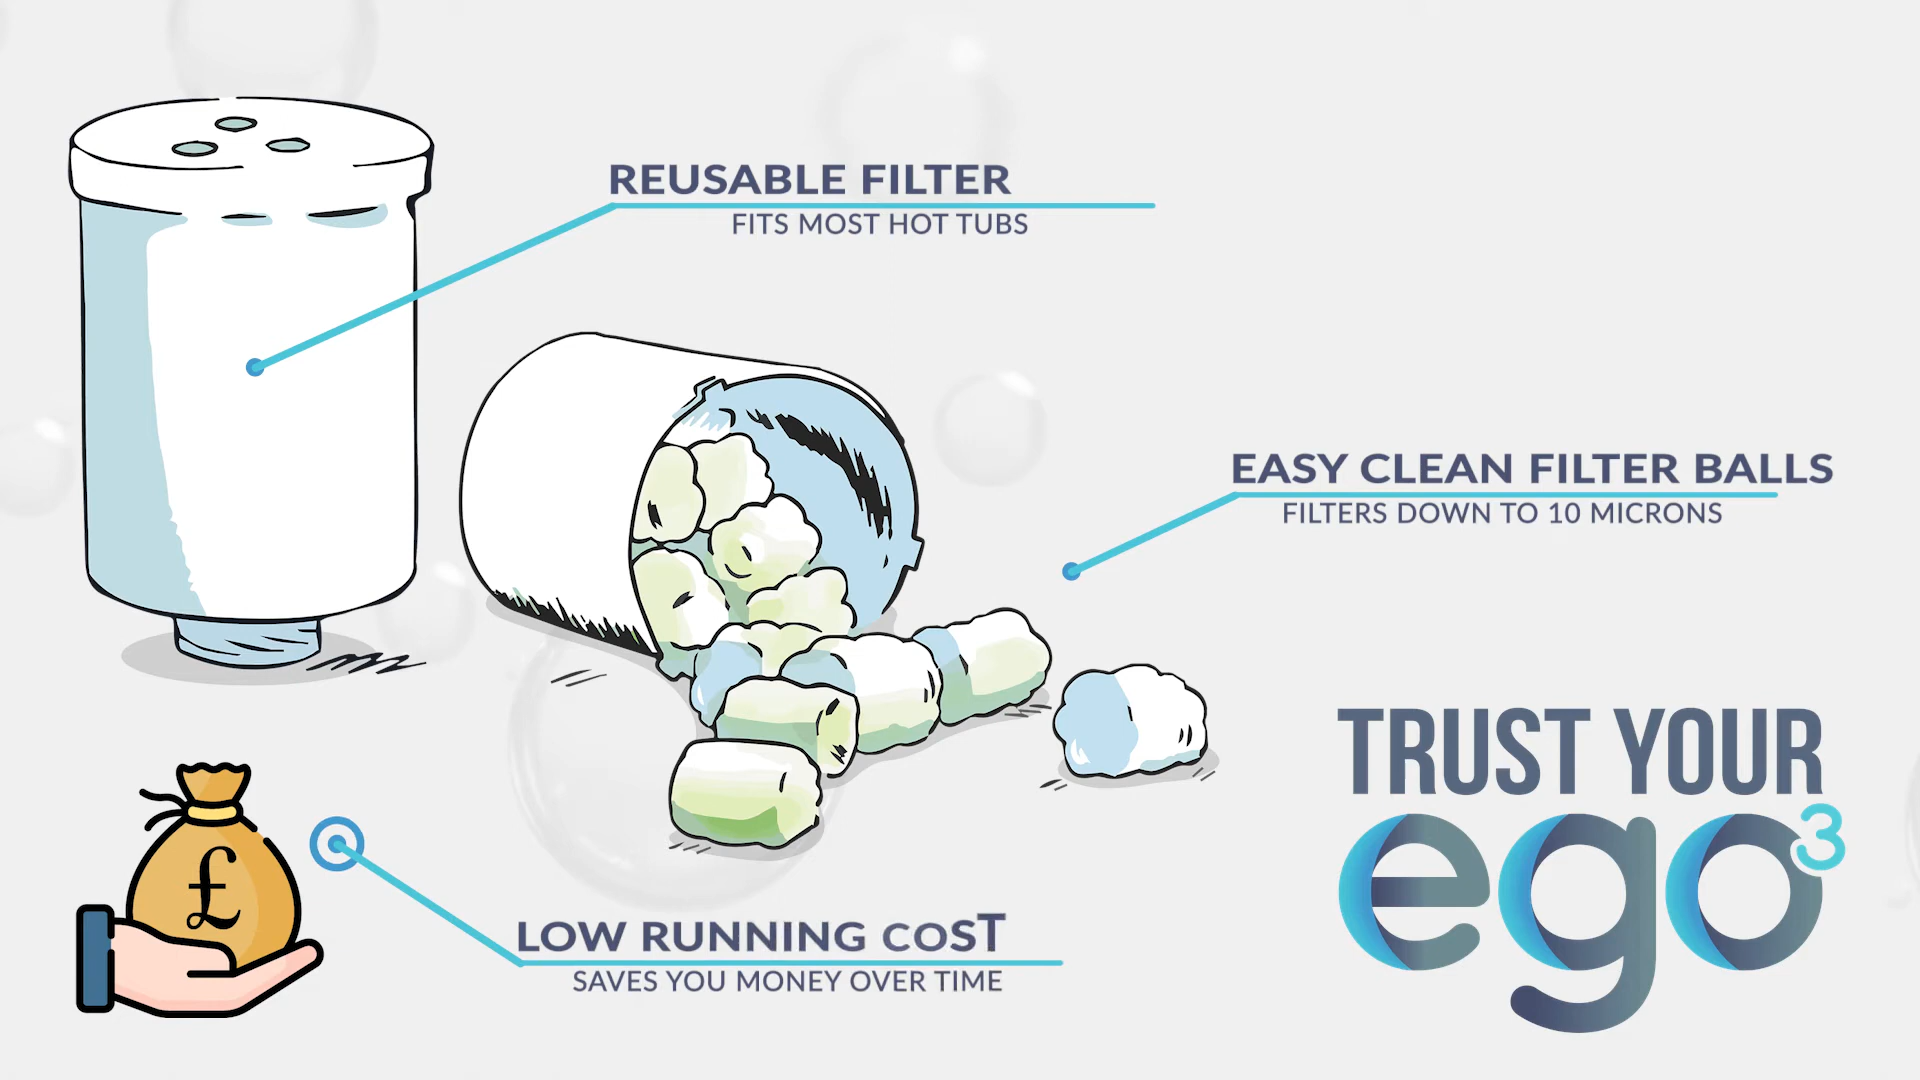 REUSABLE FILTER
FITS MOST HOT TUBS
EASY CLEAN FILTER BALLS
FILTERS DOWN TO 10 MICRONS
£
LOW RUNNING COST
SAVES YOU MONEY OVER TIME
TRUST YOUR
ego3